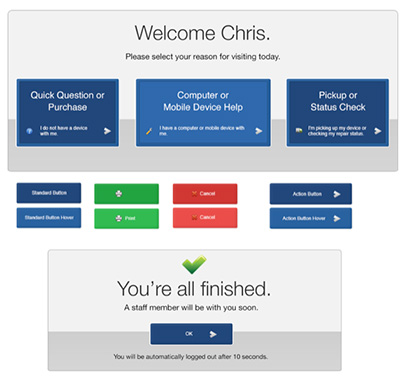 Welcome Chris.
Please select your reason for visiting today.
Quick Question or
Purchase
I do not have a device
with me.
Computer or
Mobile Device Help
I have a computer or mobile device with
me.
Pickup or
Status Check
I'm picking up my device or
checking my repair status.
Standard Button
Cancel
Action Button
Standard Button Hover
Print
Cancel
Action Button Hover
You're all finished.
A staff member will be with you soon.
OK
You will be automatically logged out after 10 seconds.